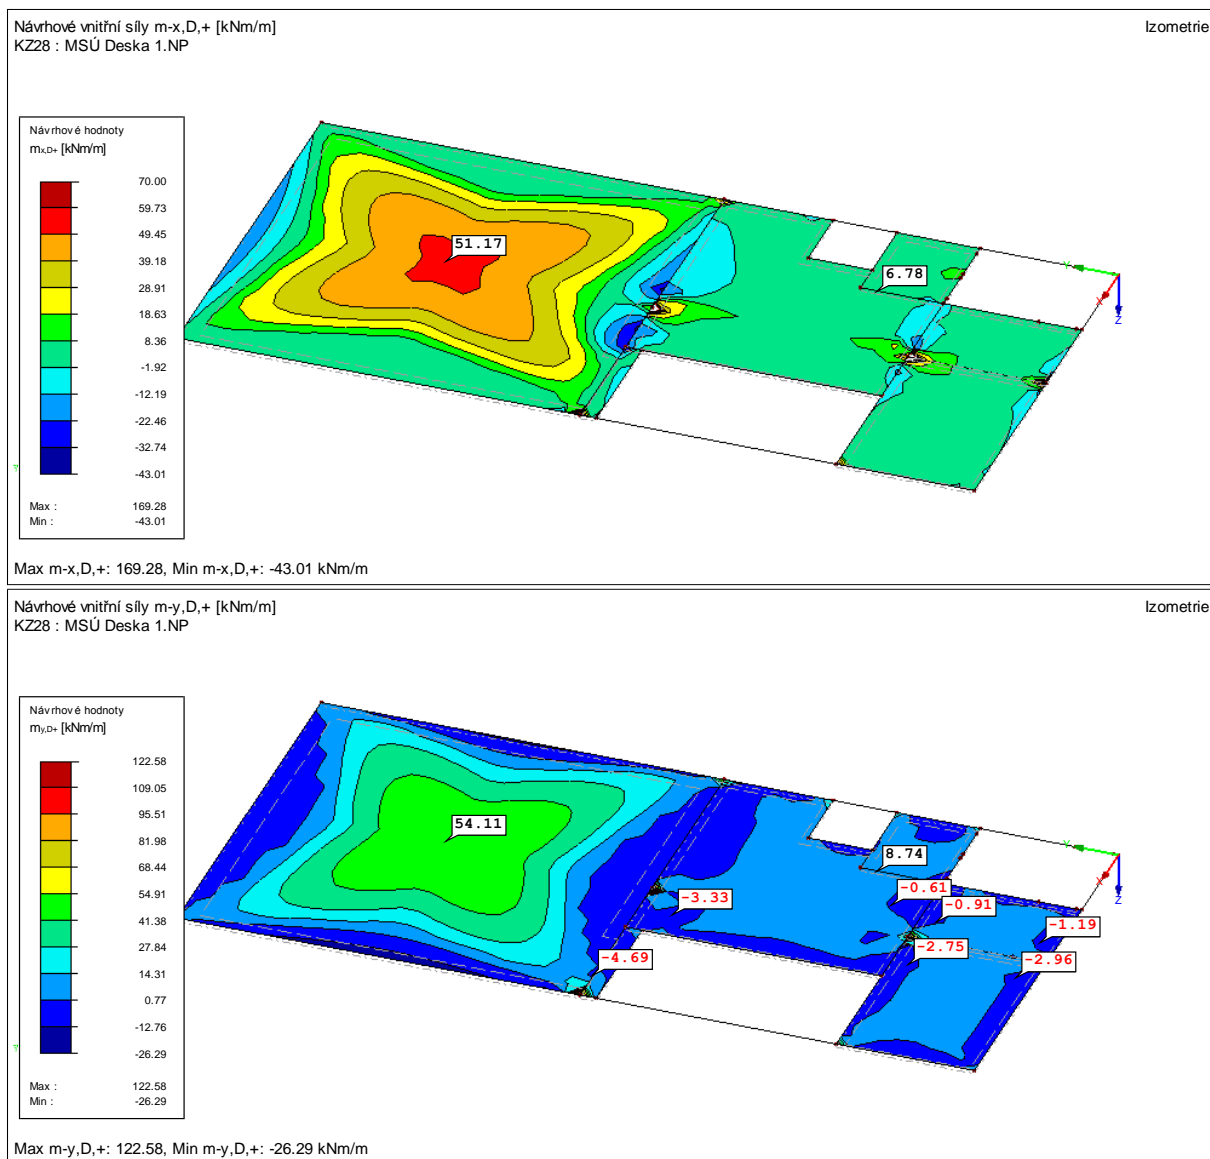 Návrhové vnitřní síly m-x,D,+ [kNm/m]
Izometrie
KZ28 : MSÚ Deska 1.NP
Návrhové hodnoty
mx,D+ [kNm/m]
70.00
59.73
49.45
39.18
28.91
18.63
8.36
-1.92
-12.19
-22.46
-32.74
-43.01
Max : 169.28
Min : -43.01
51.17
6.78
Y
X
Z
Max m-x,D,+: 169.28, Min m-x,D,+: -43.01 kNm/m
Návrhové vnitřní síly m-y,D,+ [kNm/m]
Izometrie
KZ28 : MSÚ Deska 1.NP
Návrhové hodnoty
my,D+ [kNm/m]
122.58
109.05
95.51
81.98
68.44
54.91
41.38
27.84
14.31
0.77
-12.76
-26.29
Max : 122.58
Min : -26.29
54.11
8.74
-0.61
-3.33
-0.91
-1.19
-2.75
-2.96
-4.69
Y
X
Z
Max m-y,D,+: 122.58, Min m-y,D,+: -26.29 kNm/m